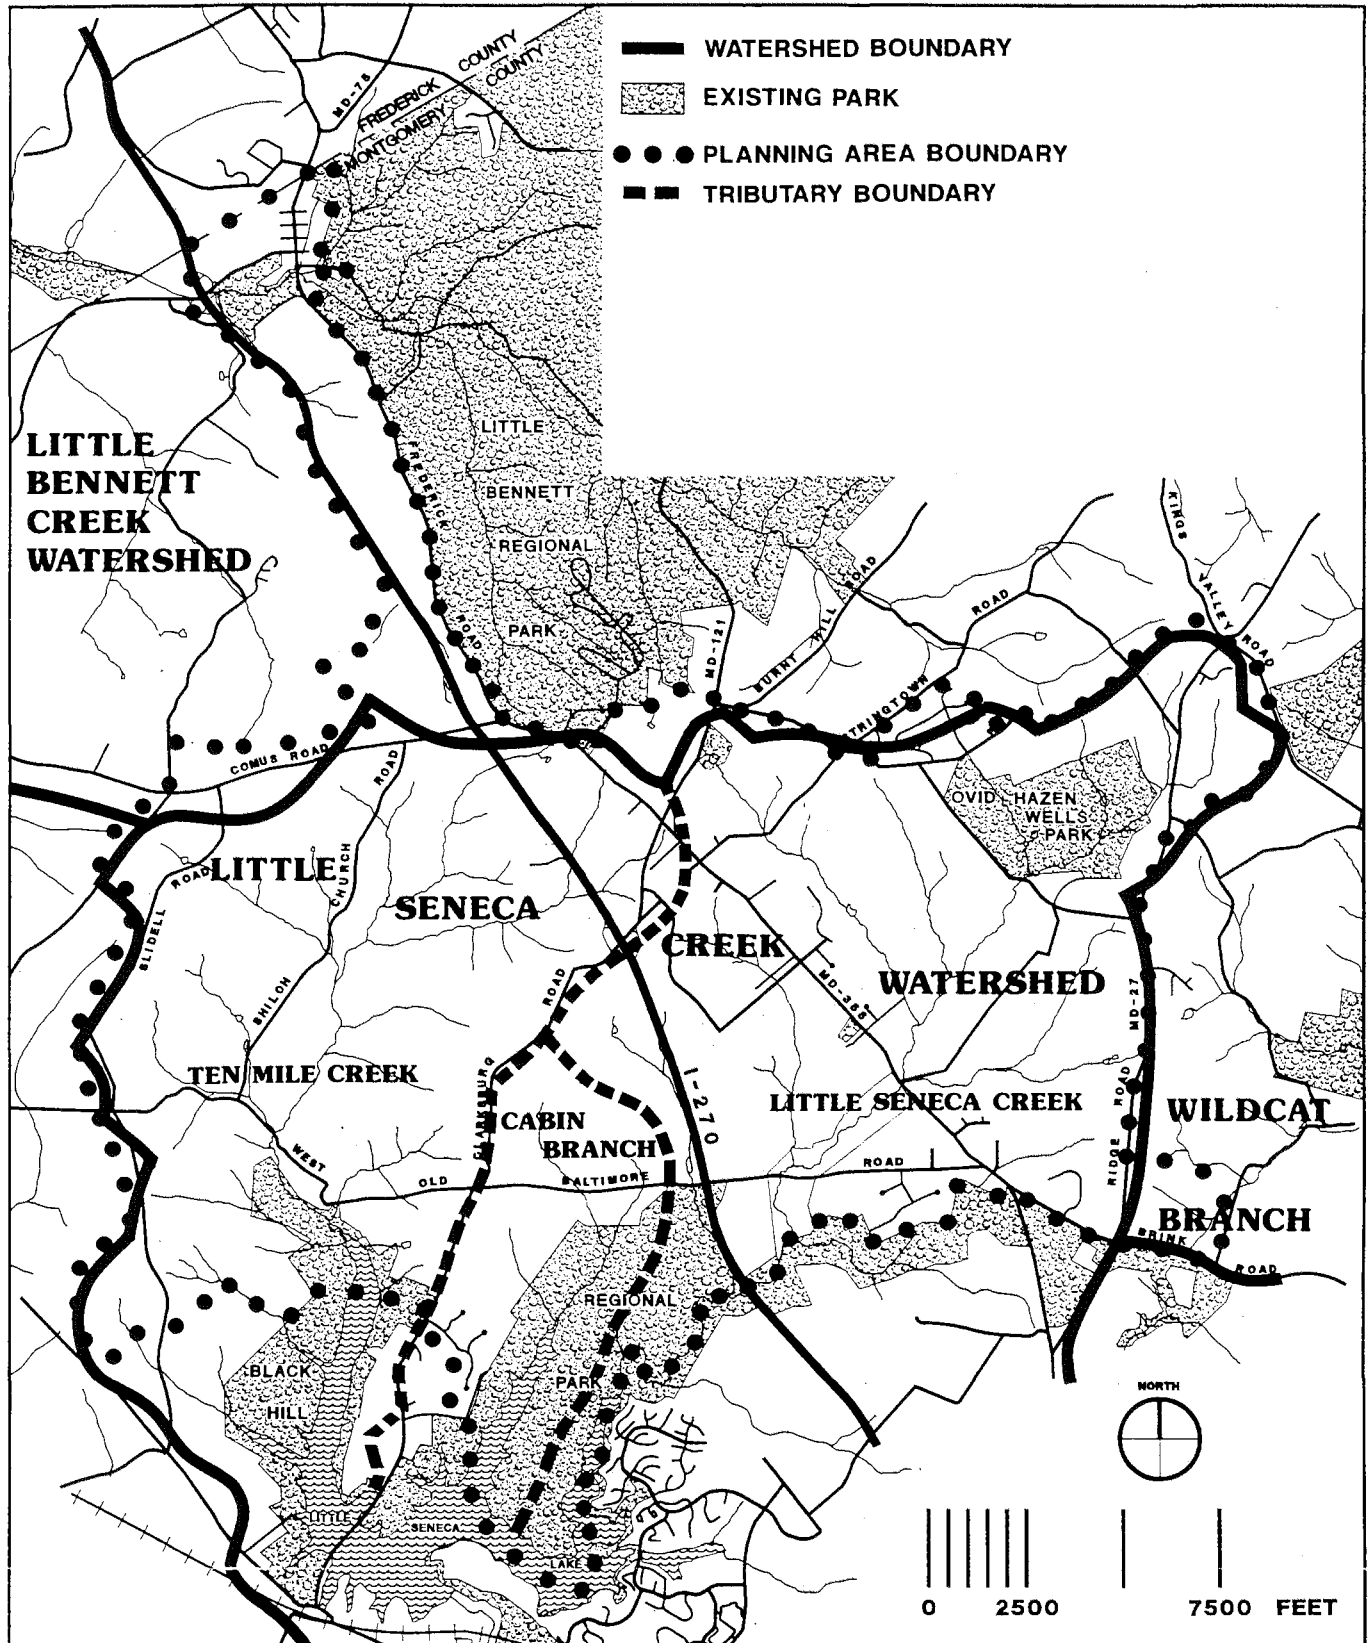 WATERSHED BOUNDARY
EXISTING PARK
PLANNING AREA BOUNDARY
TRIBUTARY BOUNDARY
MD-75
FREDERICK COUNTY
MONTGOMERY COUNTY
LITTLE
BENNETT
CREEK
WATERSHED
FREDERICK
ROAD
LITTLE
BENNETT
REGIONAL
PARK
MD-121
BURNT HILL ROAD
STRINGTOWN
ROAD
KINGS
VALLEY ROAD
COMUS ROAD
OVID HAZEN
WELLS
PARK
SLIDELL
ROAD
SHILOH
CHURCH
ROAD
LITTLE
SENECA
CREEK
WATERSHED
MD-355
MD-27
RIDGE ROAD
TEN MILE CREEK
CLARKSBURG
ROAD
CABIN
BRANCH
I-270
LITTLE SENECA CREEK
WILDCAT
BRANCH
WEST
OLD
BALTIMORE
ROAD
BRINK
ROAD
BLACK
HILL
REGIONAL
PARK
LITTLE
SENECA
LAKE
NORTH
0 2500 7500 FEET